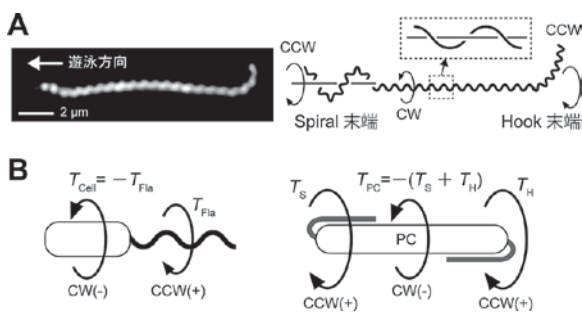 A
遊泳方向
2 μm
CCW
Spiral 末端
CW
CCW
Hook 末端
B
T_Cell = −T_Fla
T_Fla
CW(-)
CCW(+)
T_S
T_PC=−(T_S + T_H)
T_H
PC
CCW(+)
CW(-)
CCW(+)